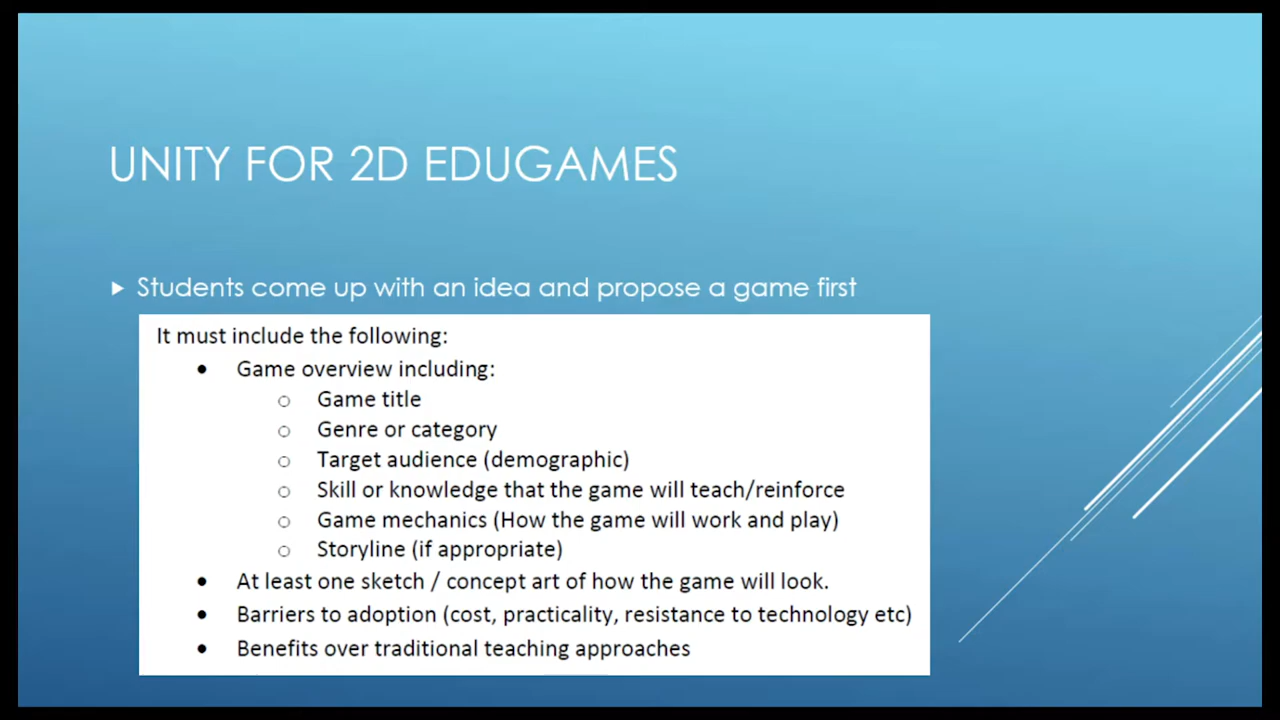 UNITY FOR 2D EDUGAMES
Students come up with an idea and propose a game first
It must include the following:
Game overview including:
Game title
Genre or category
Target audience (demographic)
Skill or knowledge that the game will teach/reinforce
Game mechanics (How the game will work and play)
Storyline (if appropriate)
At least one sketch / concept art of how the game will look.
Barriers to adoption (cost, practicality, resistance to technology etc)
Benefits over traditional teaching approaches